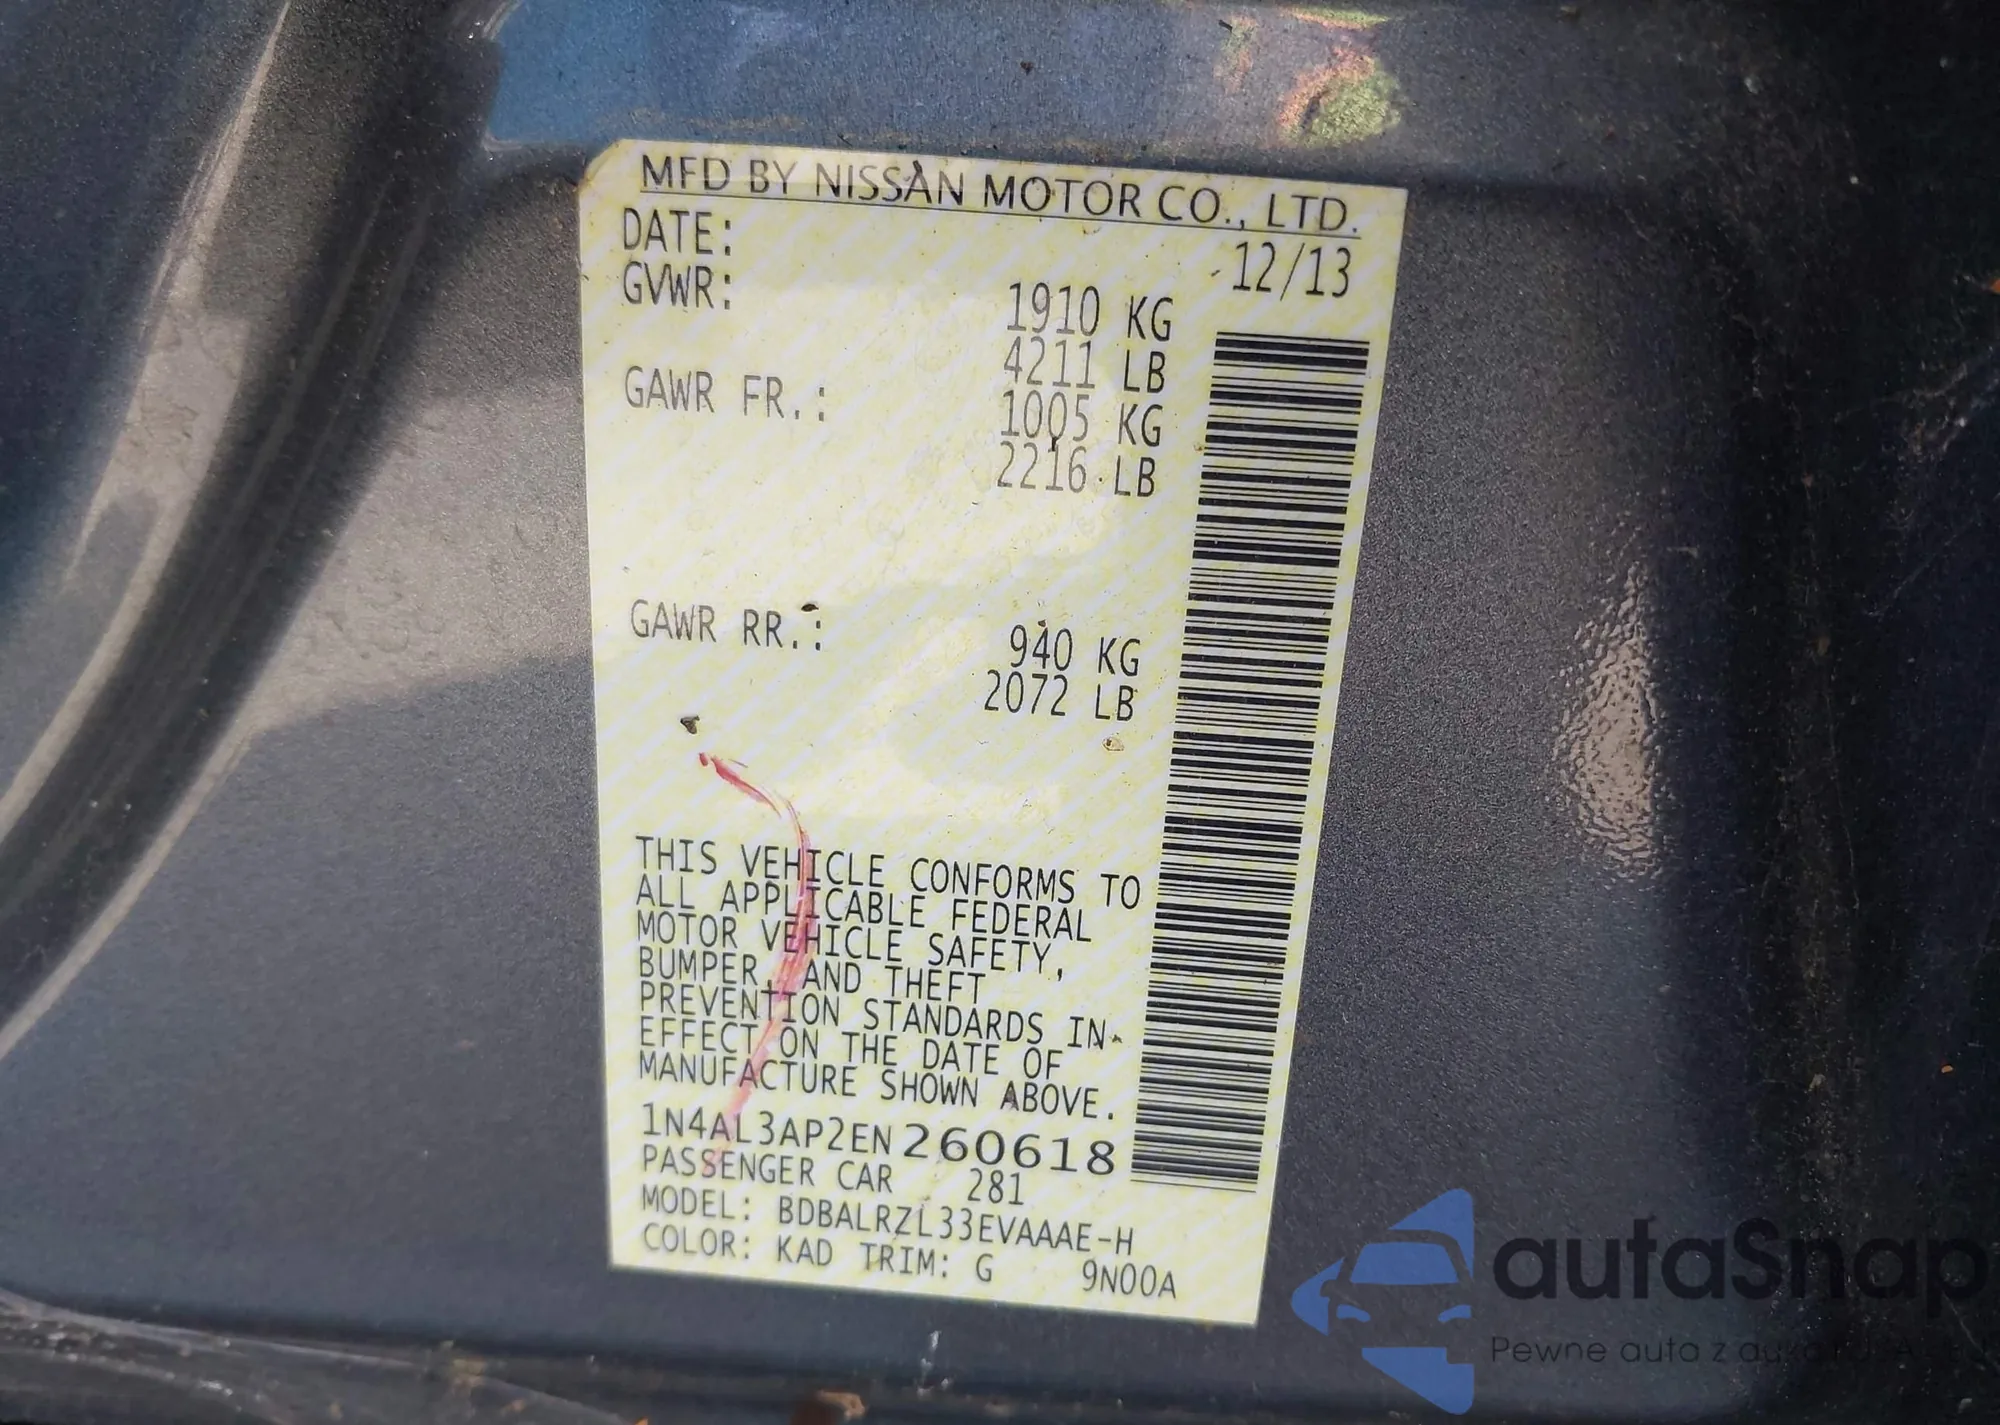 MFD BY NISSAN MOTOR CO., LTD.
DATE: 12/13
GVWR: 1910 KG
4211 LB
GAWR FR.: 1005 KG
2216 LB
GAWR RR.: 940 KG
2072 LB
THIS VEHICLE CONFORMS TO
ALL APPLICABLE FEDERAL
MOTOR VEHICLE SAFETY,
BUMPER, AND THEFT
PREVENTION STANDARDS IN
EFFECT ON THE DATE OF
MANUFACTURE SHOWN ABOVE.
1N4AL3AP2EN260618
PASSENGER CAR 281
MODEL: BDBALRZL33EVAAAE-H
COLOR: KAD TRIM: G 9N00A
autaSnap
Pewne auta z